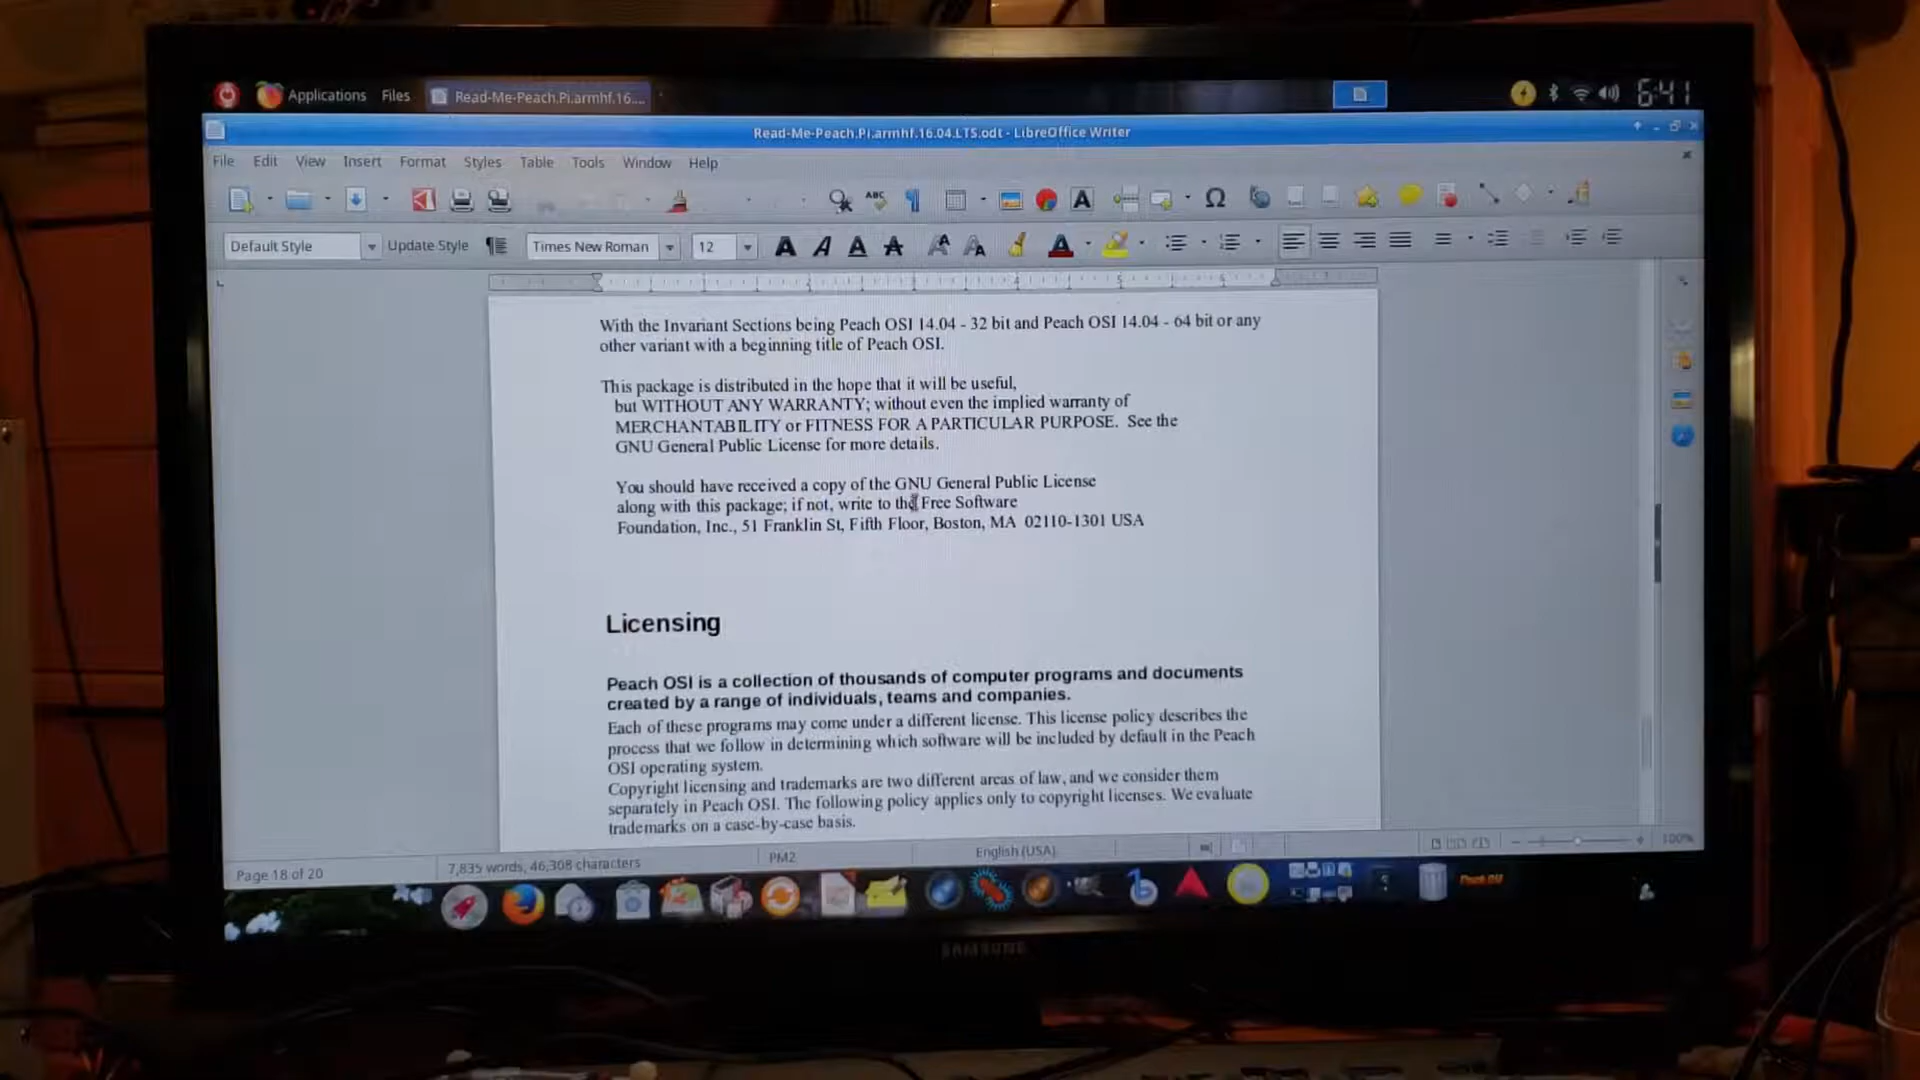 Applications Files Read-Me-Peach.Pi.armhf.16.... 6:41
Read-Me-Peach.Pi.armhf.16.04.LTS.odt - LibreOffice Writer
File Edit View Insert Format Styles Table Tools Window Help
ABC
Default Style Update Style Times New Roman 12
With the Invariant Sections being Peach OSI 14.04 - 32 bit and Peach OSI 14.04 - 64 bit or any
other variant with a beginning title of Peach OSI.
This package is distributed in the hope that it will be useful,
but WITHOUT ANY WARRANTY; without even the implied warranty of
MERCHANTABILITY or FITNESS FOR A PARTICULAR PURPOSE. See the
GNU General Public License for more details.
You should have received a copy of the GNU General Public License
along with this package; if not, write to the Free Software
Foundation, Inc., 51 Franklin St, Fifth Floor, Boston, MA 02110-1301 USA
Licensing
Peach OSI is a collection of thousands of computer programs and documents
created by a range of individuals, teams and companies.
Each of these programs may come under a different license. This license policy describes the
process that we follow in determining which software will be included by default in the Peach
OSI operating system.
Copyright licensing and trademarks are two different areas of law, and we consider them
separately in Peach OSI. The following policy applies only to copyright licenses. We evaluate
trademarks on a case-by-case basis.
Page 18 of 20 7,835 words, 46,308 characters PM2 English (USA) 100%
Peach OSI
SAMSUNG